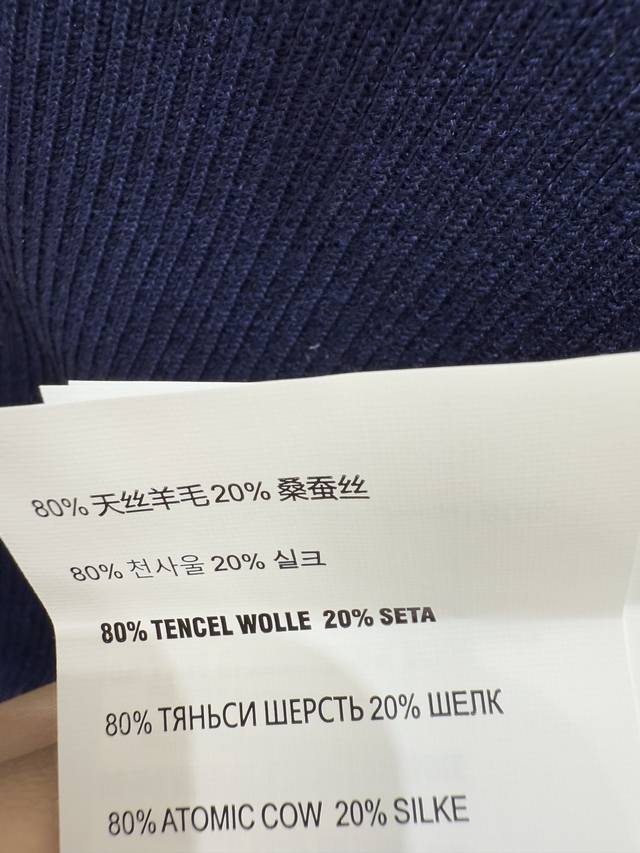 80% 天丝羊毛 20% 桑蚕丝
80% 천사울 20% 실크
80% TENCEL WOLLE 20% SETA
80% ТЯНЬСИ ШЕРСТЬ 20% ШЕЛК
80% ATOMIC COW 20% SILKE